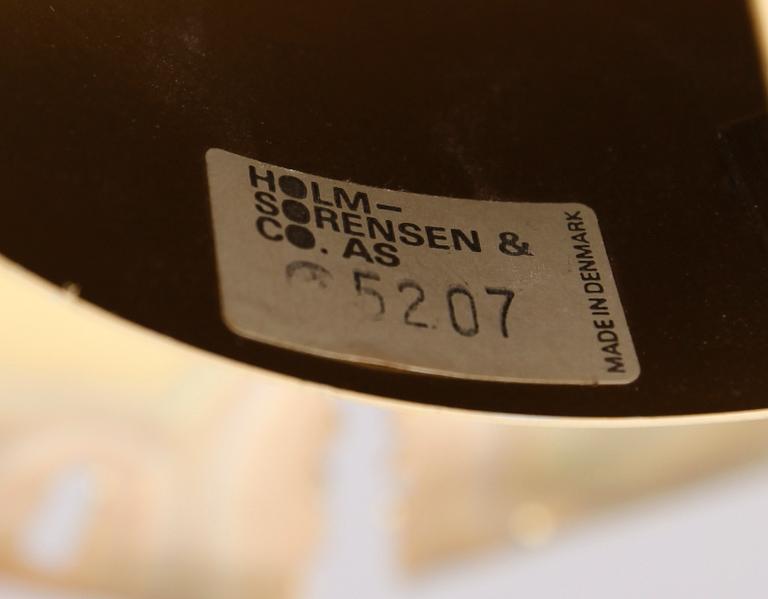 HOLM-
SORENSEN &
CO. AS
5207
MADE IN DENMARK